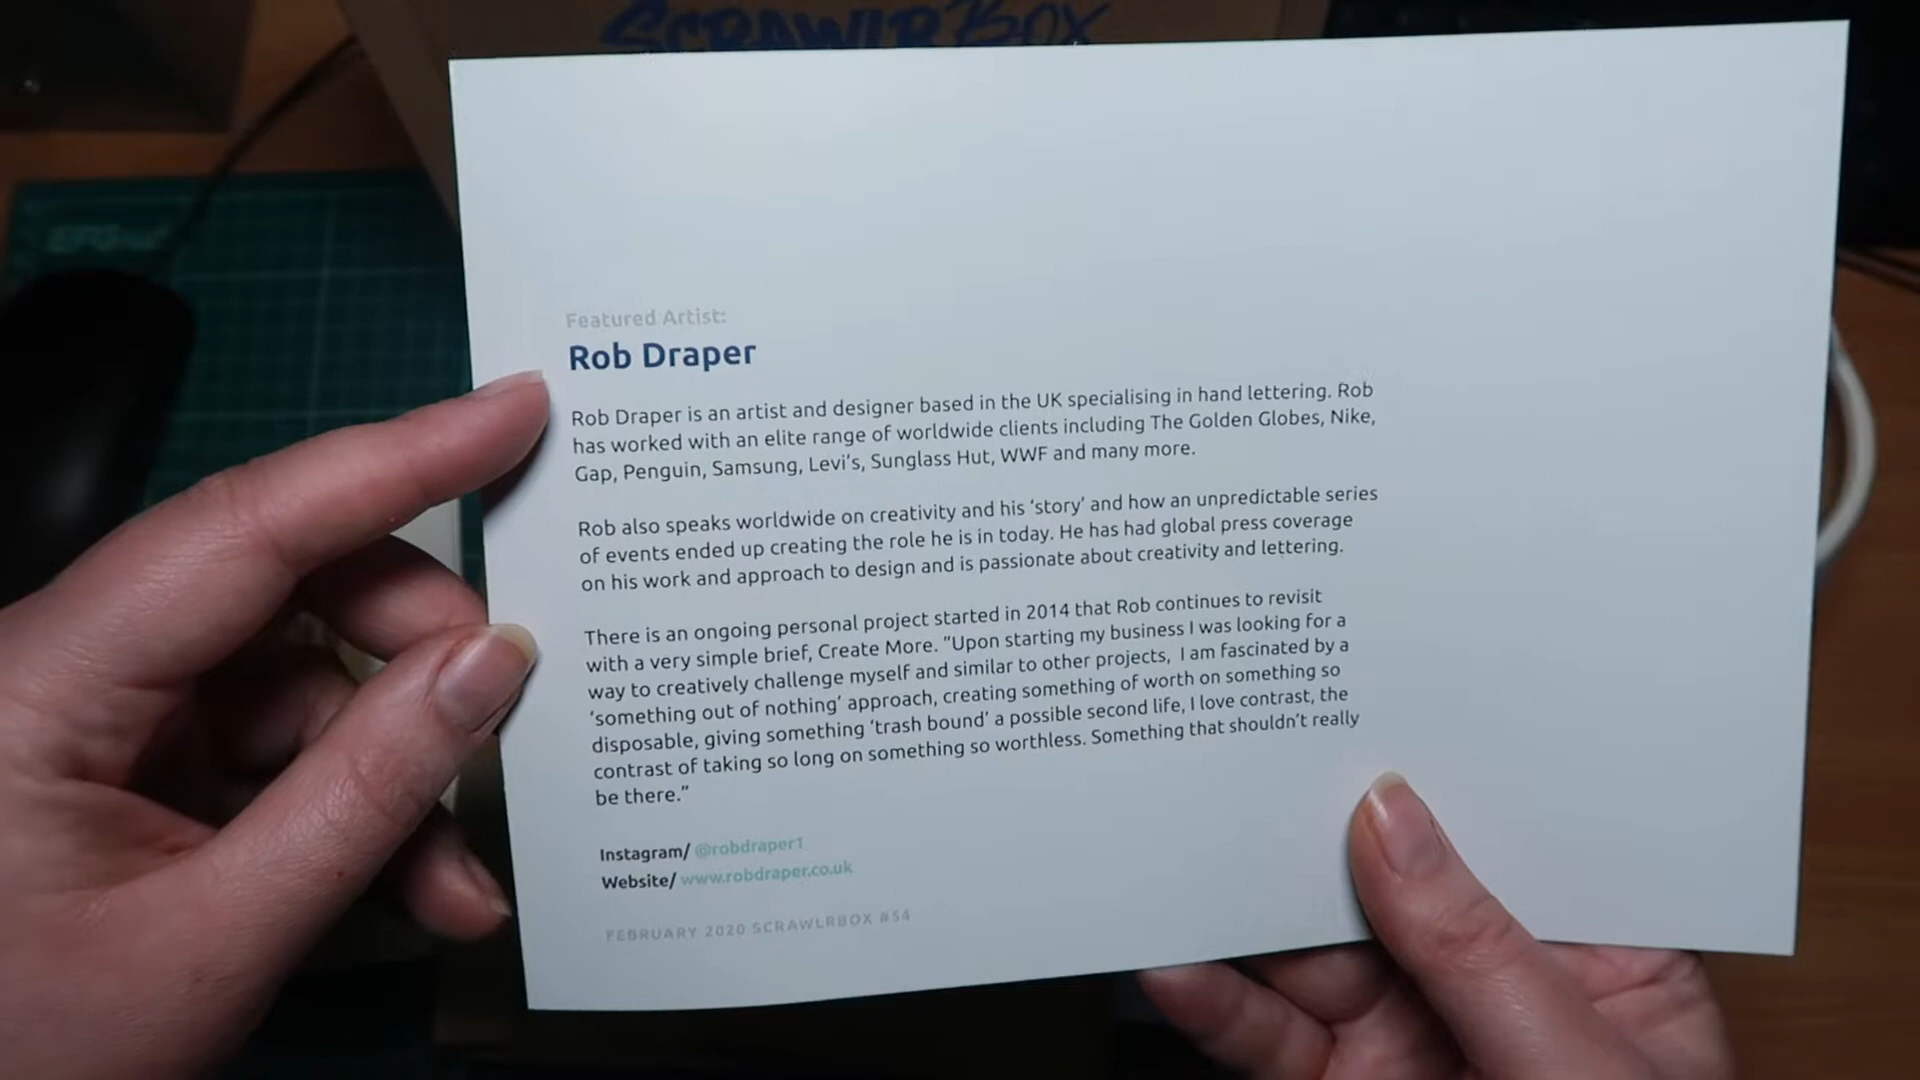 SCRAWLR BOX
Featured Artist:
Rob Draper
Rob Draper is an artist and designer based in the UK specialising in hand lettering. Rob
has worked with an elite range of worldwide clients including The Golden Globes, Nike,
Gap, Penguin, Samsung, Levi's, Sunglass Hut, WWF and many more.
Rob also speaks worldwide on creativity and his ‘story’ and how an unpredictable series
of events ended up creating the role he is in today. He has had global press coverage
on his work and approach to design and is passionate about creativity and lettering.
There is an ongoing personal project started in 2014 that Rob continues to revisit
with a very simple brief, Create More. “Upon starting my business I was looking for a
way to creatively challenge myself and similar to other projects, I am fascinated by a
‘something out of nothing’ approach, creating something of worth on something so
disposable, giving something ‘trash bound’ a possible second life, I love contrast, the
contrast of taking so long on something so worthless. Something that shouldn't really
be there.”
Instagram/ @robdraper1
Website/ www.robdraper.co.uk
FEBRUARY 2020 SCRAWLRBOX #54